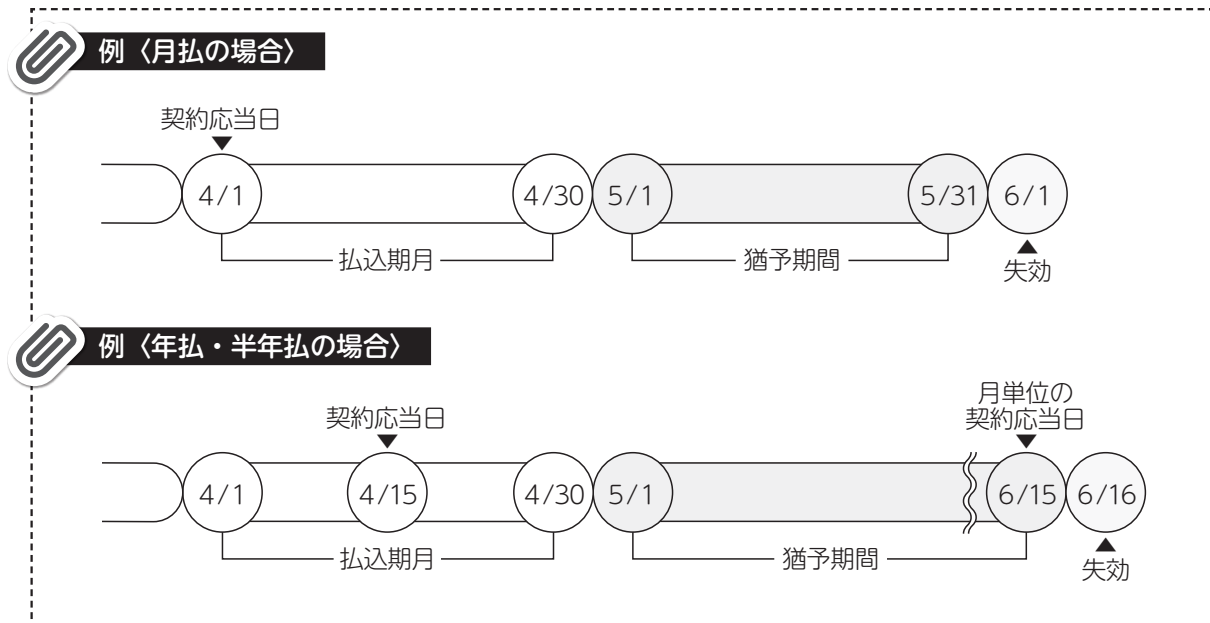 例〈月払の場合〉
契約応当日
4/1
4/30
5/1
5/31
6/1
払込期月
猶予期間
失効
例〈年払・半年払の場合〉
契約応当日
月単位の
契約応当日
4/1
4/15
4/30
5/1
6/15
6/16
払込期月
猶予期間
失効